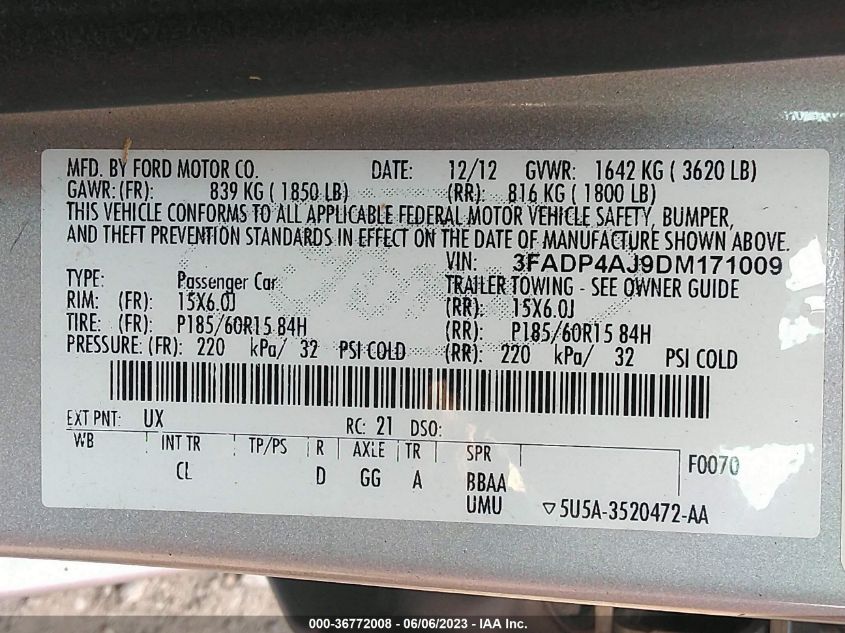 MFD. BY FORD MOTOR CO. DATE: 12/12 GVWR: 1642 KG ( 3620 LB)
GAWR: (FR): 839 KG ( 1850 LB) (RR): 816 KG ( 1800 LB)
THIS VEHICLE CONFORMS TO ALL APPLICABLE FEDERAL MOTOR VEHICLE SAFETY, BUMPER,
AND THEFT PREVENTION STANDARDS IN EFFECT ON THE DATE OF MANUFACTURE SHOWN ABOVE.
VIN: 3FADP4AJ9DM171009
TYPE: Passenger Car TRAILER TOWING - SEE OWNER GUIDE
RIM: (FR): 15X6.0J (RR): 15X6.0J
TIRE: (FR): P185/60R15 84H (RR): P185/60R15 84H
PRESSURE: (FR): 220 kPa/ 32 PSI COLD (RR): 220 kPa/ 32 PSI COLD
EXT PNT: UX RC: 21 DSO:
WB INT TR TP/PS R AXLE TR SPR F0070
CL D GG A BBAA
UMU ▽5U5A-3520472-AA
000-36772008 - 06/06/2023 - IAA Inc.